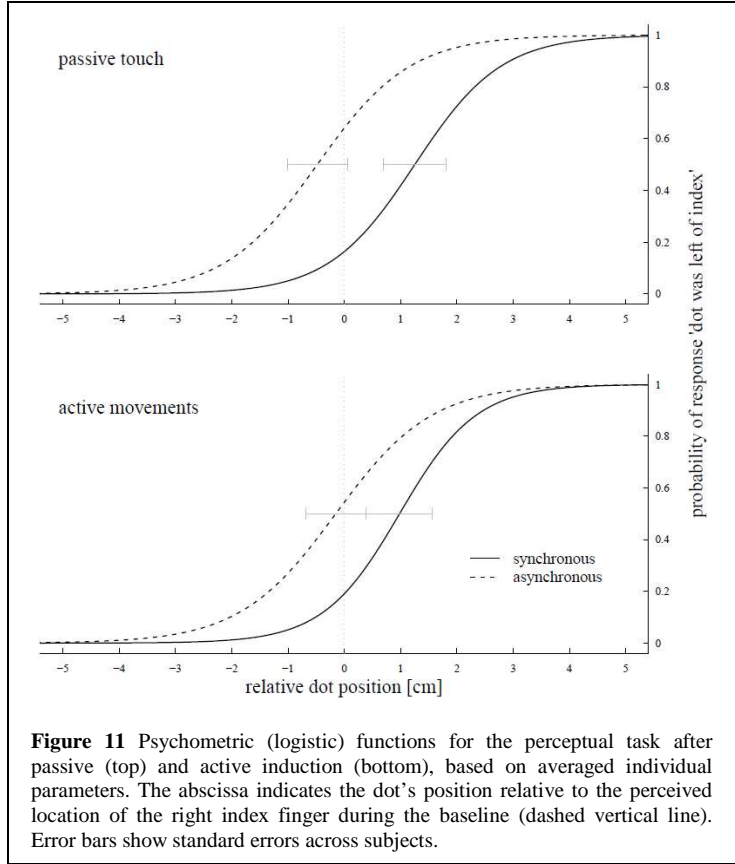 passive touch
1
0.8
0.6
0.4
0.2
0
−5 −4 −3 −2 −1 0 1 2 3 4 5
active movements
1
0.8
0.6
0.4
0.2
0
synchronous
asynchronous
−5 −4 −3 −2 −1 0 1 2 3 4 5
relative dot position [cm]
probability of response 'dot was left of index'
Figure 11 Psychometric (logistic) functions for the perceptual task after
passive (top) and active induction (bottom), based on averaged individual
parameters. The abscissa indicates the dot’s position relative to the perceived
location of the right index finger during the baseline (dashed vertical line).
Error bars show standard errors across subjects.